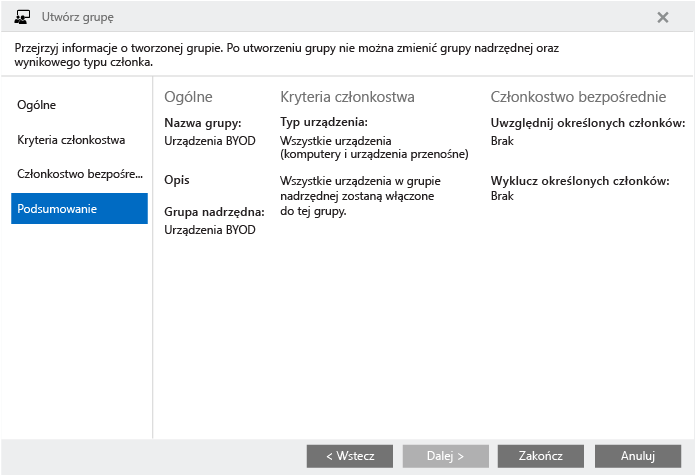 Utwórz grupę
Przejrzyj informacje o tworzonej grupie. Po utworzeniu grupy nie można zmienić grupy nadrzędnej oraz
wynikowego typu członka.
Ogólne
Kryteria członkostwa
Członkostwo bezpośre...
Podsumowanie
Ogólne
Nazwa grupy:
Urządzenia BYOD
Opis
Grupa nadrzędna:
Urządzenia BYOD
Kryteria członkostwa
Typ urządzenia:
Wszystkie urządzenia
(komputery i urządzenia przenośne)
Wszystkie urządzenia w grupie
nadrzędnej zostaną włączone
do tej grupy.
Członkostwo bezpośrednie
Uwzględnij określonych członków:
Brak
Wyklucz określonych członków:
Brak
< Wstecz
Dalej >
Zakończ
Anuluj